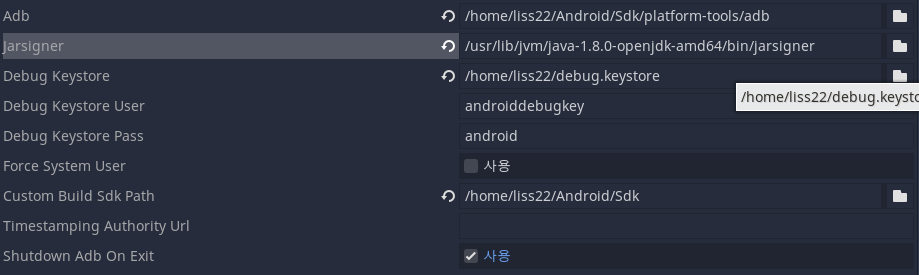 Adb /home/liss22/Android/Sdk/platform-tools/adb
Jarsigner /usr/lib/jvm/java-1.8.0-openjdk-amd64/bin/jarsigner
Debug Keystore /home/liss22/debug.keystore
/home/liss22/debug.keysto
Debug Keystore User androiddebugkey
Debug Keystore Pass android
Force System User 사용
Custom Build Sdk Path /home/liss22/Android/Sdk
Timestamping Authority Url
Shutdown Adb On Exit 사용